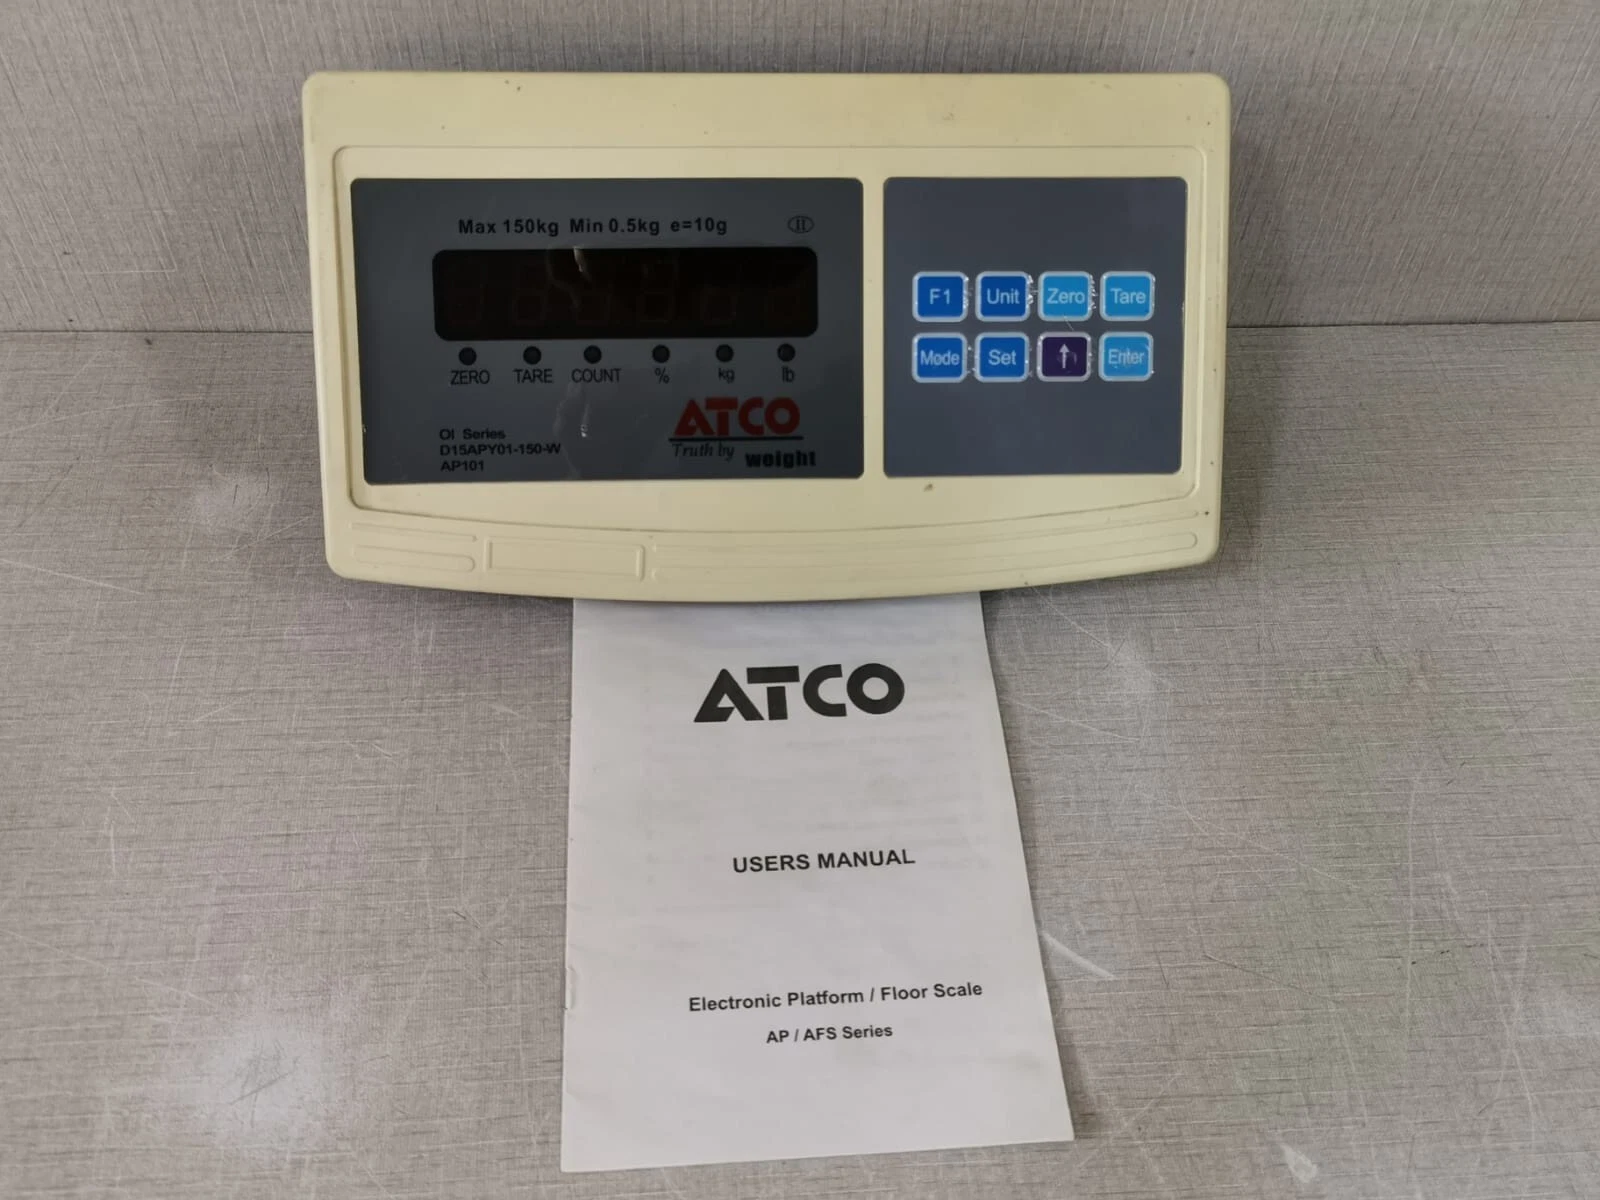 Max 150kg Min 0.5kg e=10g
II
ZERO TARE COUNT % kg lb
OI Series
D15APY01-150-W
AP101
ATCO
Truth by weight
F1 Unit Zero Tare
Mode Set ↑ Enter
ATCO
USERS MANUAL
Electronic Platform / Floor Scale
AP / AFS Series